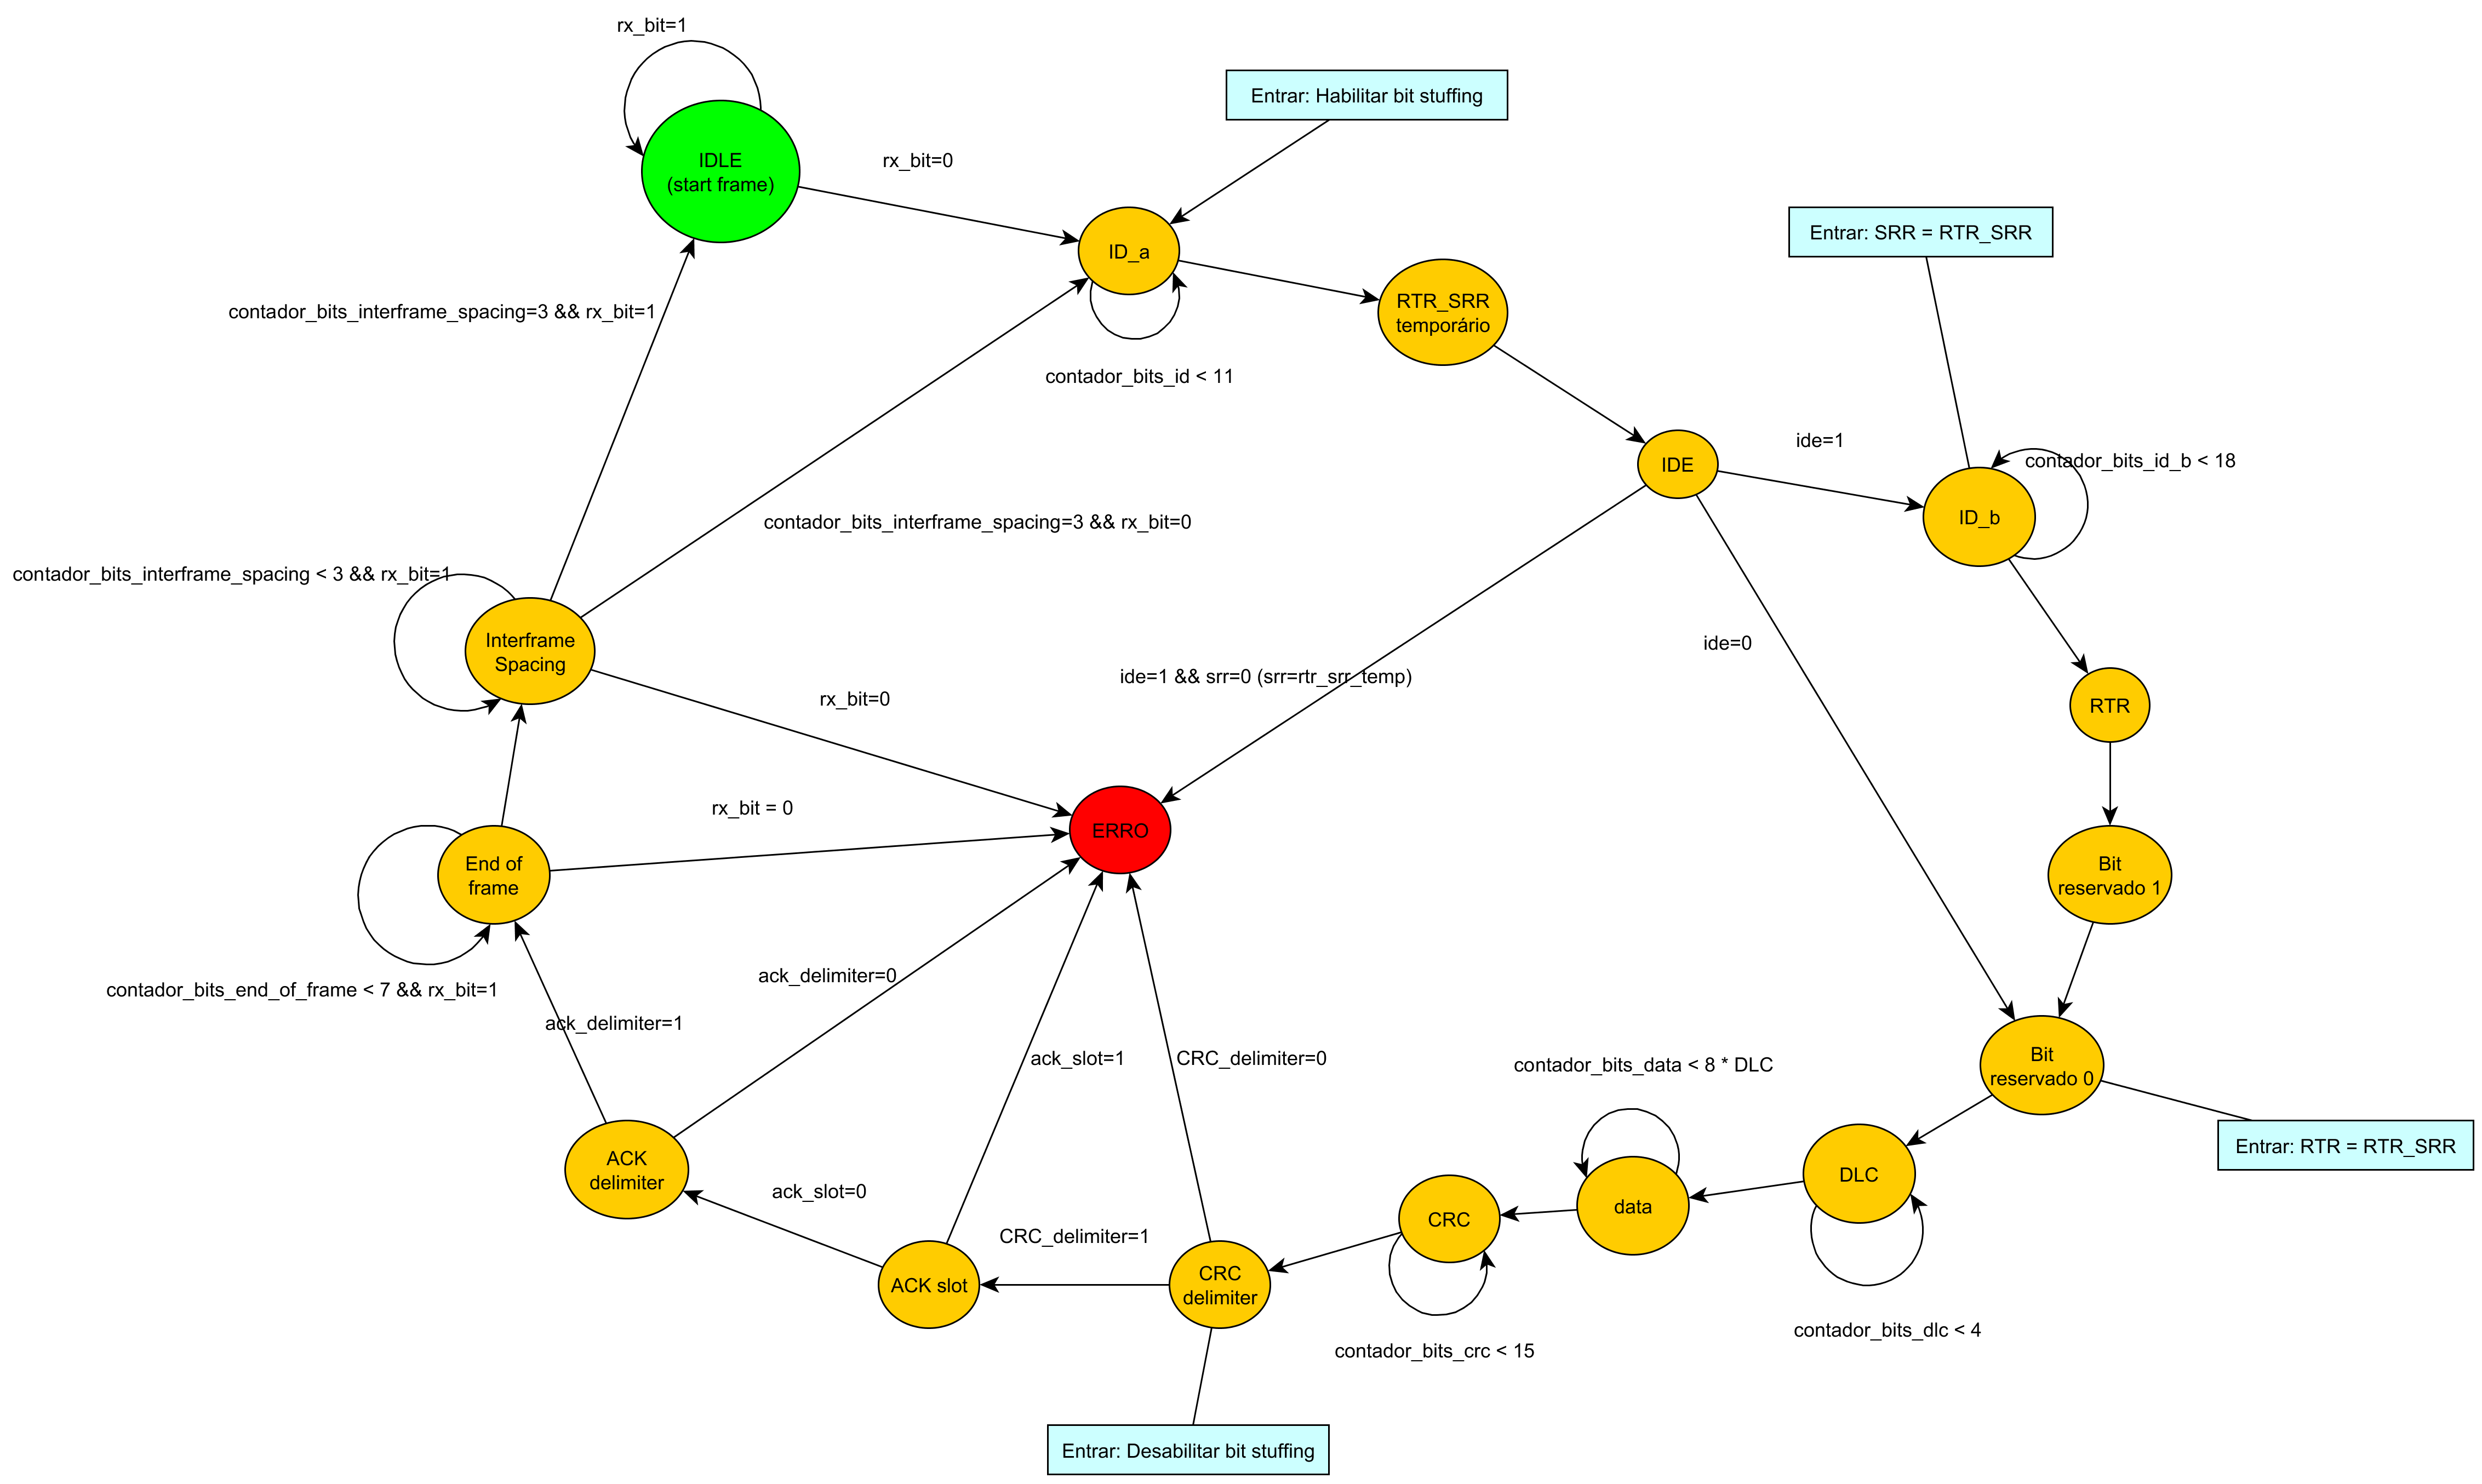 rx_bit=1
Entrar: Habilitar bit stuffing
IDLE
(start frame)
rx_bit=0
Entrar: SRR = RTR_SRR
ID_a
RTR_SRR
temporário
contador_bits_interframe_spacing=3 && rx_bit=1
contador_bits_id < 11
ide=1
contador_bits_id_b < 18
IDE
ID_b
contador_bits_interframe_spacing=3 && rx_bit=0
contador_bits_interframe_spacing < 3 && rx_bit=1
Interframe
Spacing
ide=0
ide=1 && srr=0 (srr=rtr_srr_temp)
rx_bit=0
RTR
rx_bit = 0
ERRO
End of
frame
Bit
reservado 1
ack_delimiter=0
contador_bits_end_of_frame < 7 && rx_bit=1
ack_delimiter=1
ack_slot=1
CRC_delimiter=0
contador_bits_data < 8 * DLC
Bit
reservado 0
Entrar: RTR = RTR_SRR
ACK
delimiter
ack_slot=0
DLC
data
CRC
CRC_delimiter=1
ACK slot
CRC
delimiter
contador_bits_dlc < 4
contador_bits_crc < 15
Entrar: Desabilitar bit stuffing